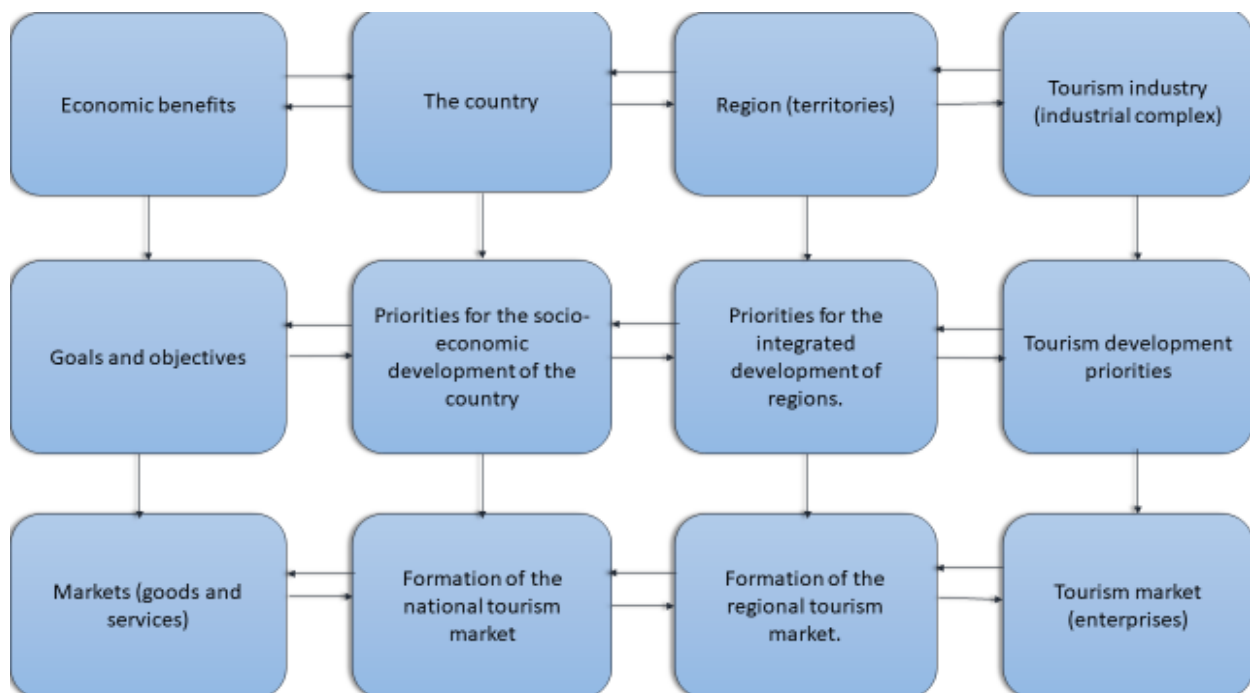 Economic benefits
The country
Region (territories)
Tourism industry
(industrial complex)
Goals and objectives
Priorities for the socio-
economic
development of the
country
Priorities for the
integrated
development of
regions.
Tourism development
priorities
Markets (goods and
services)
Formation of the
national tourism
market
Formation of the
regional tourism
market.
Tourism market
(enterprises)